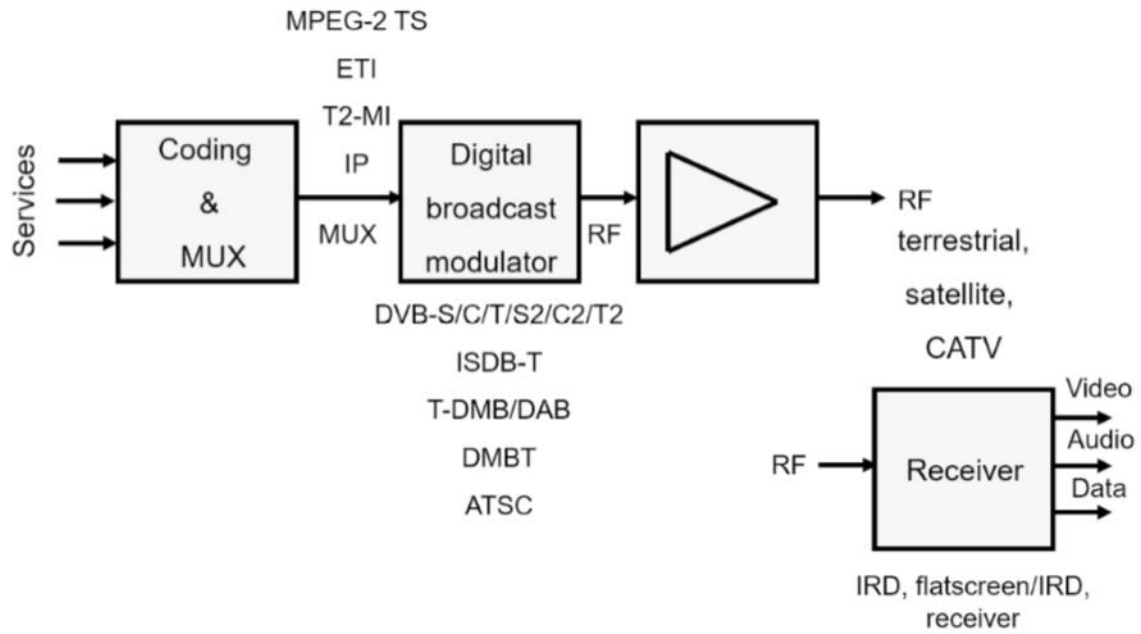 MPEG-2 TS
ETI
T2-MI
IP
MUX
Services
Coding
&
MUX
Digital
broadcast
modulator
RF
DVB-S/C/T/S2/C2/T2
ISDB-T
T-DMB/DAB
DMBT
ATSC
RF
terrestrial,
satellite,
CATV
RF
Receiver
Video
Audio
Data
IRD, flatscreen/IRD,
receiver